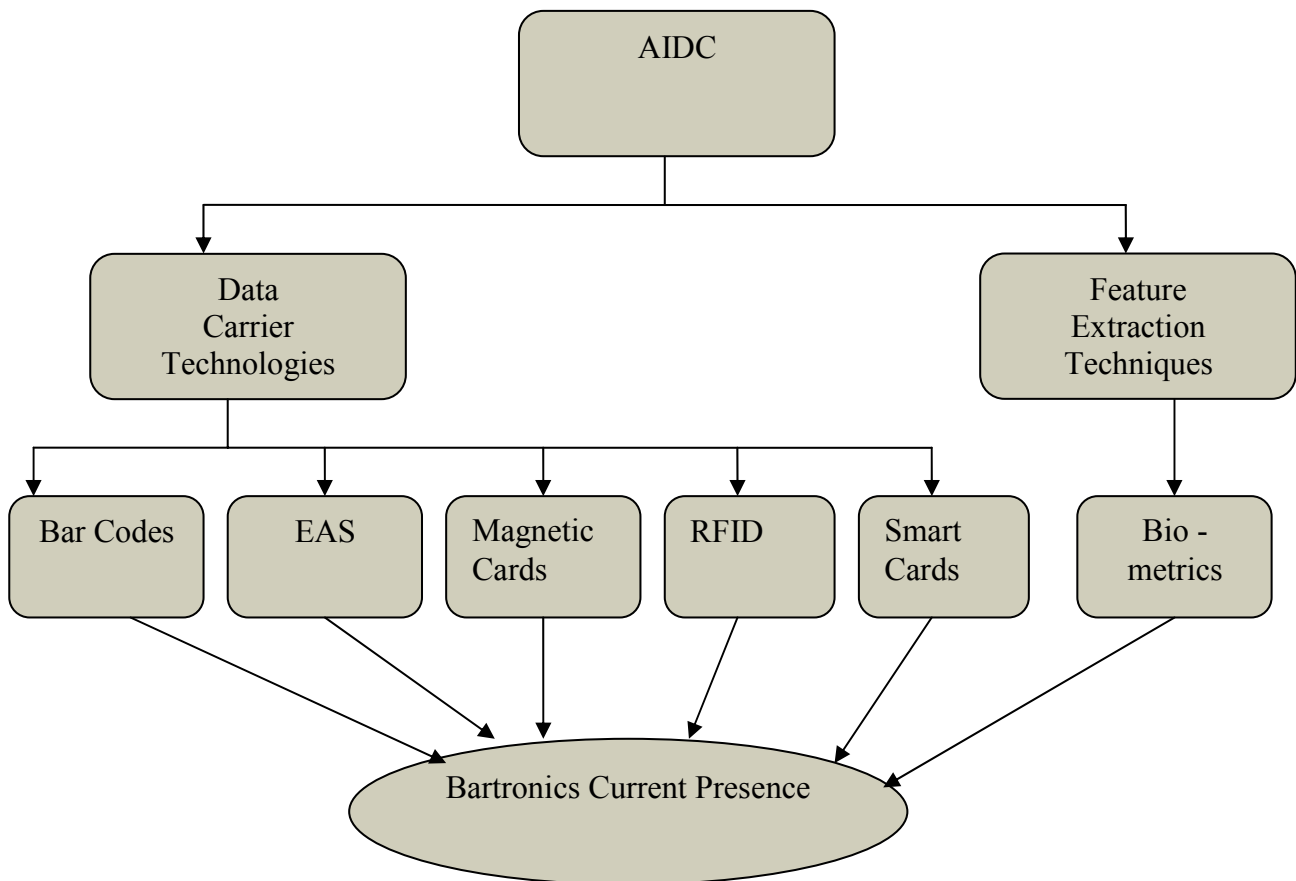 AIDC
Data
Carrier
Technologies
Feature
Extraction
Techniques
Bar Codes
EAS
Magnetic
Cards
RFID
Smart
Cards
Bio -
metrics
Bartronics Current Presence